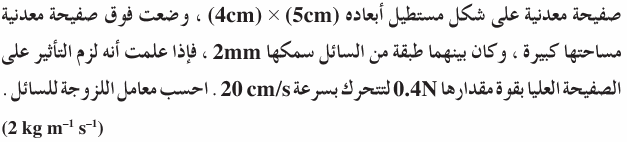 صفيحة معدنية على شكل مستطيل أبعاده (5cm) × (4cm) ، وضعت فوق صفيحة معدنية
مساحتها كبيرة ، وكان بينهما طبقة من السائل سمكها 2mm ، فإذا علمت أنه لزم التأثير على
الصفيحة العليا بقوة مقدارها 0.4N لتتحرك بسرعة 20 cm/s . احسب معامل اللزوجة للسائل .
(2 kg m⁻¹ s⁻¹)